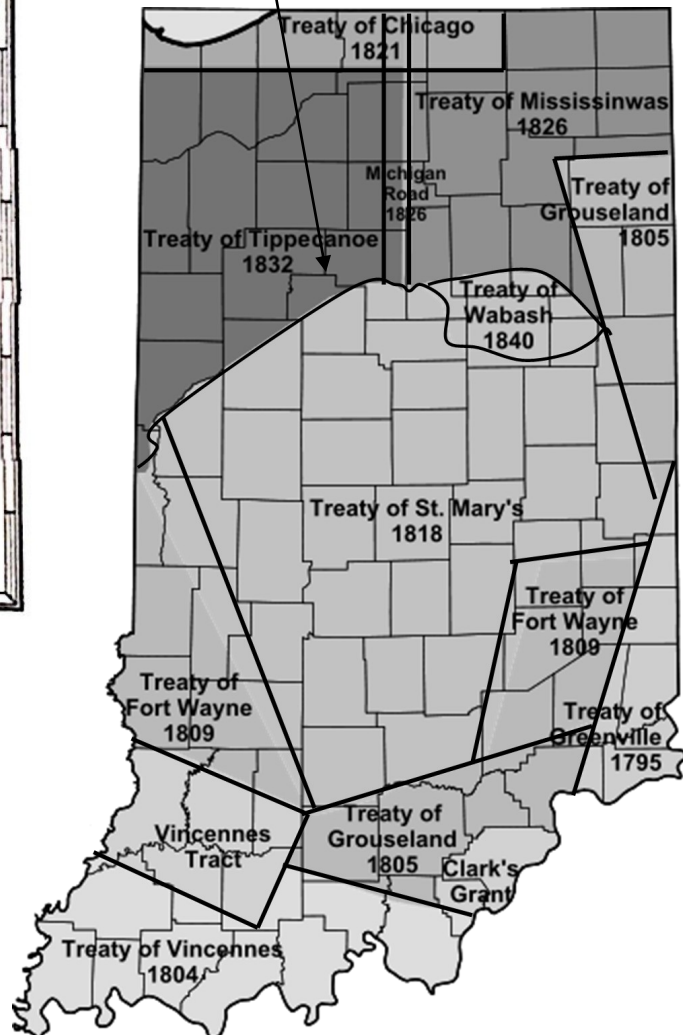 Treaty of Chicago
1821
Treaty of Mississinwas
1826
Michigan
Road
1826
Treaty of
Grouseland
1805
Treaty of Tippecanoe
1832
Treaty of
Wabash
1840
Treaty of St. Mary's
1818
Treaty of
Fort Wayne
1809
Treaty of
Fort Wayne
1809
Treaty of
Greenville
1795
Treaty of
Grouseland
1805
Vincennes
Tract
Clark's
Grant
Treaty of Vincennes
1804